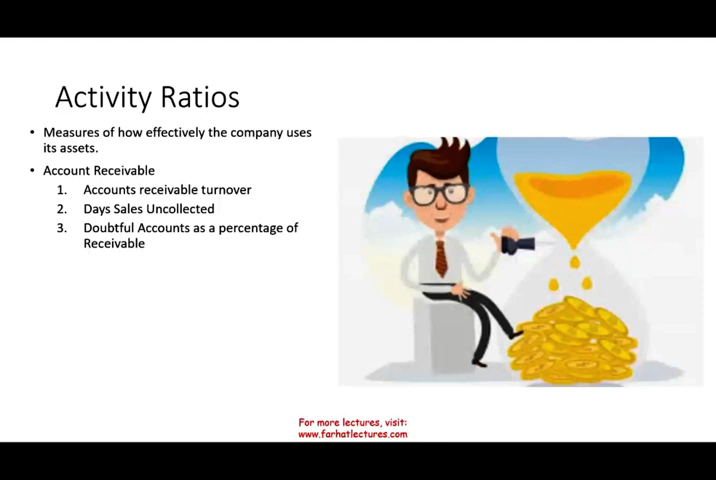 Activity Ratios
• Measures of how effectively the company uses
its assets.
• Account Receivable
1. Accounts receivable turnover
2. Days Sales Uncollected
3. Doubtful Accounts as a percentage of
Receivable
For more lectures, visit:
www.farhatlectures.com